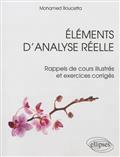 Mohamed Boucetta
ÉLÉMENTS
D'ANALYSE RÉELLE
Rappels de cours illustrés
et exercices corrigés
ellipses